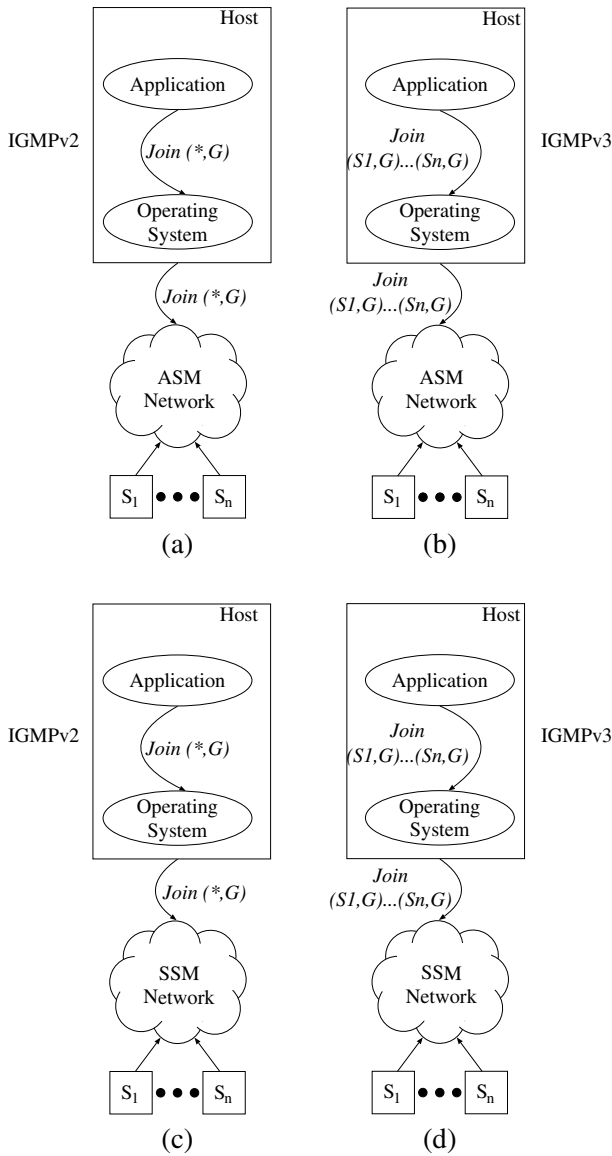 Host
Application
IGMPv2
Join (*,G)
Operating
System
Join (*,G)
ASM
Network
S1
Sn
(a)
Host
Application
IGMPv3
Join
(S1,G)...(Sn,G)
Operating
System
Join
(S1,G)...(Sn,G)
ASM
Network
S1
Sn
(b)
Host
Application
IGMPv2
Join (*,G)
Operating
System
Join (*,G)
SSM
Network
S1
Sn
(c)
Host
Application
IGMPv3
Join
(S1,G)...(Sn,G)
Operating
System
Join
(S1,G)...(Sn,G)
SSM
Network
S1
Sn
(d)